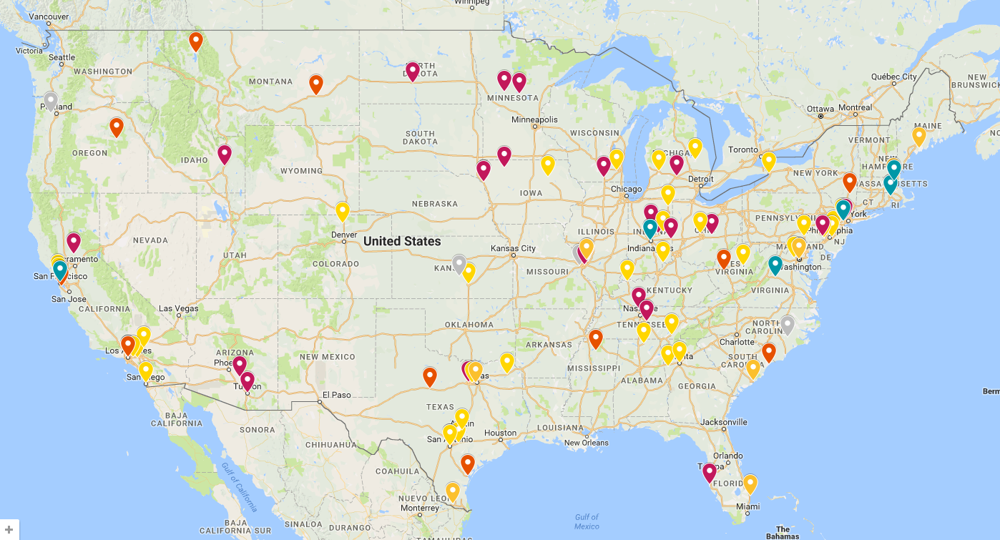 Winnipeg
Vancouver
Victoria
Seattle
WASHINGTON
MONTANA
NORTH
DAKOTA
MINNESOTA
Québec City
NEW
BRUNSWICK
Ottawa
Montreal
MAINE
Portland
Minneapolis
WISCONSIN
VERMONT
SOUTH
DAKOTA
Toronto
OREGON
IDAHO
WYOMING
MICHIGAN
NEW YORK
NEW
HAMPSHIRE
Detroit
MASSACHUSETTS
CT
RI
Chicago
IOWA
NEBRASKA
PENNSYLVANIA
New York
Philadelphia
NJ
NEVADA
Denver
United States
ILLINOIS
INDIANA
OHIO
Indianapolis
MARYLAND
DE
Washington
Sacramento
UTAH
COLORADO
Kansas City
KANSAS
MISSOURI
WEST
VIRGINIA
VIRGINIA
San Francisco
San Jose
CALIFORNIA
Las Vegas
KENTUCKY
Nashville
TENNESSEE
NORTH
CAROLINA
Charlotte
OKLAHOMA
ARKANSAS
Los Angeles
ARIZONA
Phoenix
NEW MEXICO
SOUTH
CAROLINA
Atlanta
MISSISSIPPI
ALABAMA
GEORGIA
San Diego
Tucson
Dallas
El Paso
TEXAS
BAJA
CALIFORNIA
SONORA
CHIHUAHUA
Austin
San Antonio
Houston
LOUISIANA
New Orleans
Jacksonville
Orlando
Tampa
FLORIDA
Miami
COAHUILA
NUEVO LEON
Monterrey
Gulf of California
BAJA
CALIFORNIA SUR
SINALOA
DURANGO
TAMAULIPAS
Gulf of
Mexico
The
Bahamas
Berm